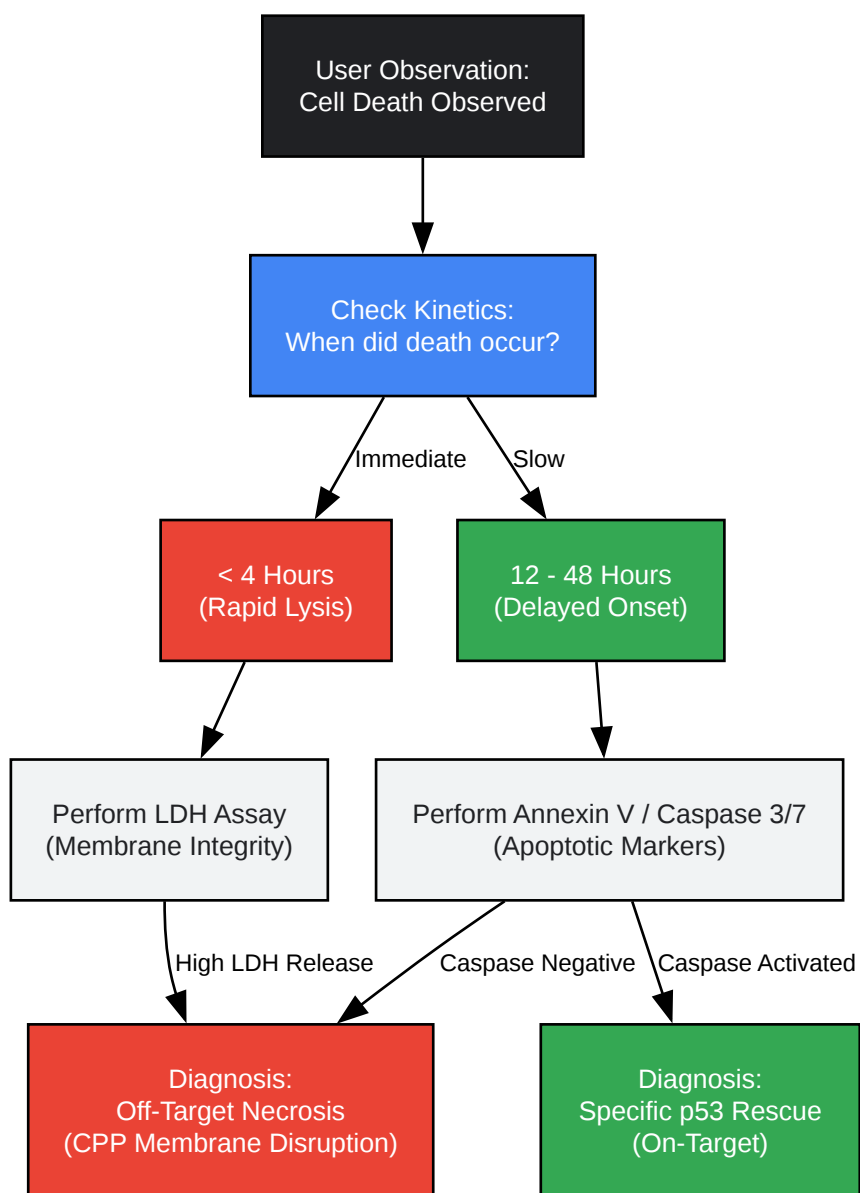 User Observation:
Cell Death Observed
Check Kinetics:
When did death occur?
Immediate
Slow
< 4 Hours
(Rapid Lysis)
12 - 48 Hours
(Delayed Onset)
Perform LDH Assay
(Membrane Integrity)
Perform Annexin V / Caspase 3/7
(Apoptotic Markers)
High LDH Release
Caspase Negative
Caspase Activated
Diagnosis:
Off-Target Necrosis
(CPP Membrane Disruption)
Diagnosis:
Specific p53 Rescue
(On-Target)